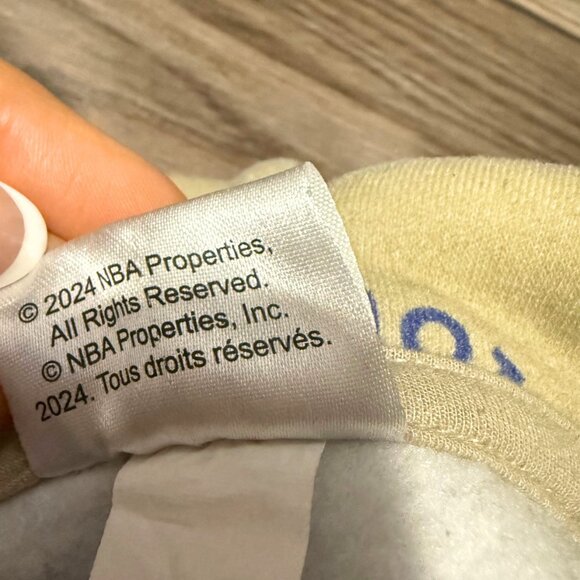 © 2024 NBA Properties,
All Rights Reserved.
© NBA Properties, Inc.
2024. Tous droits réservés.